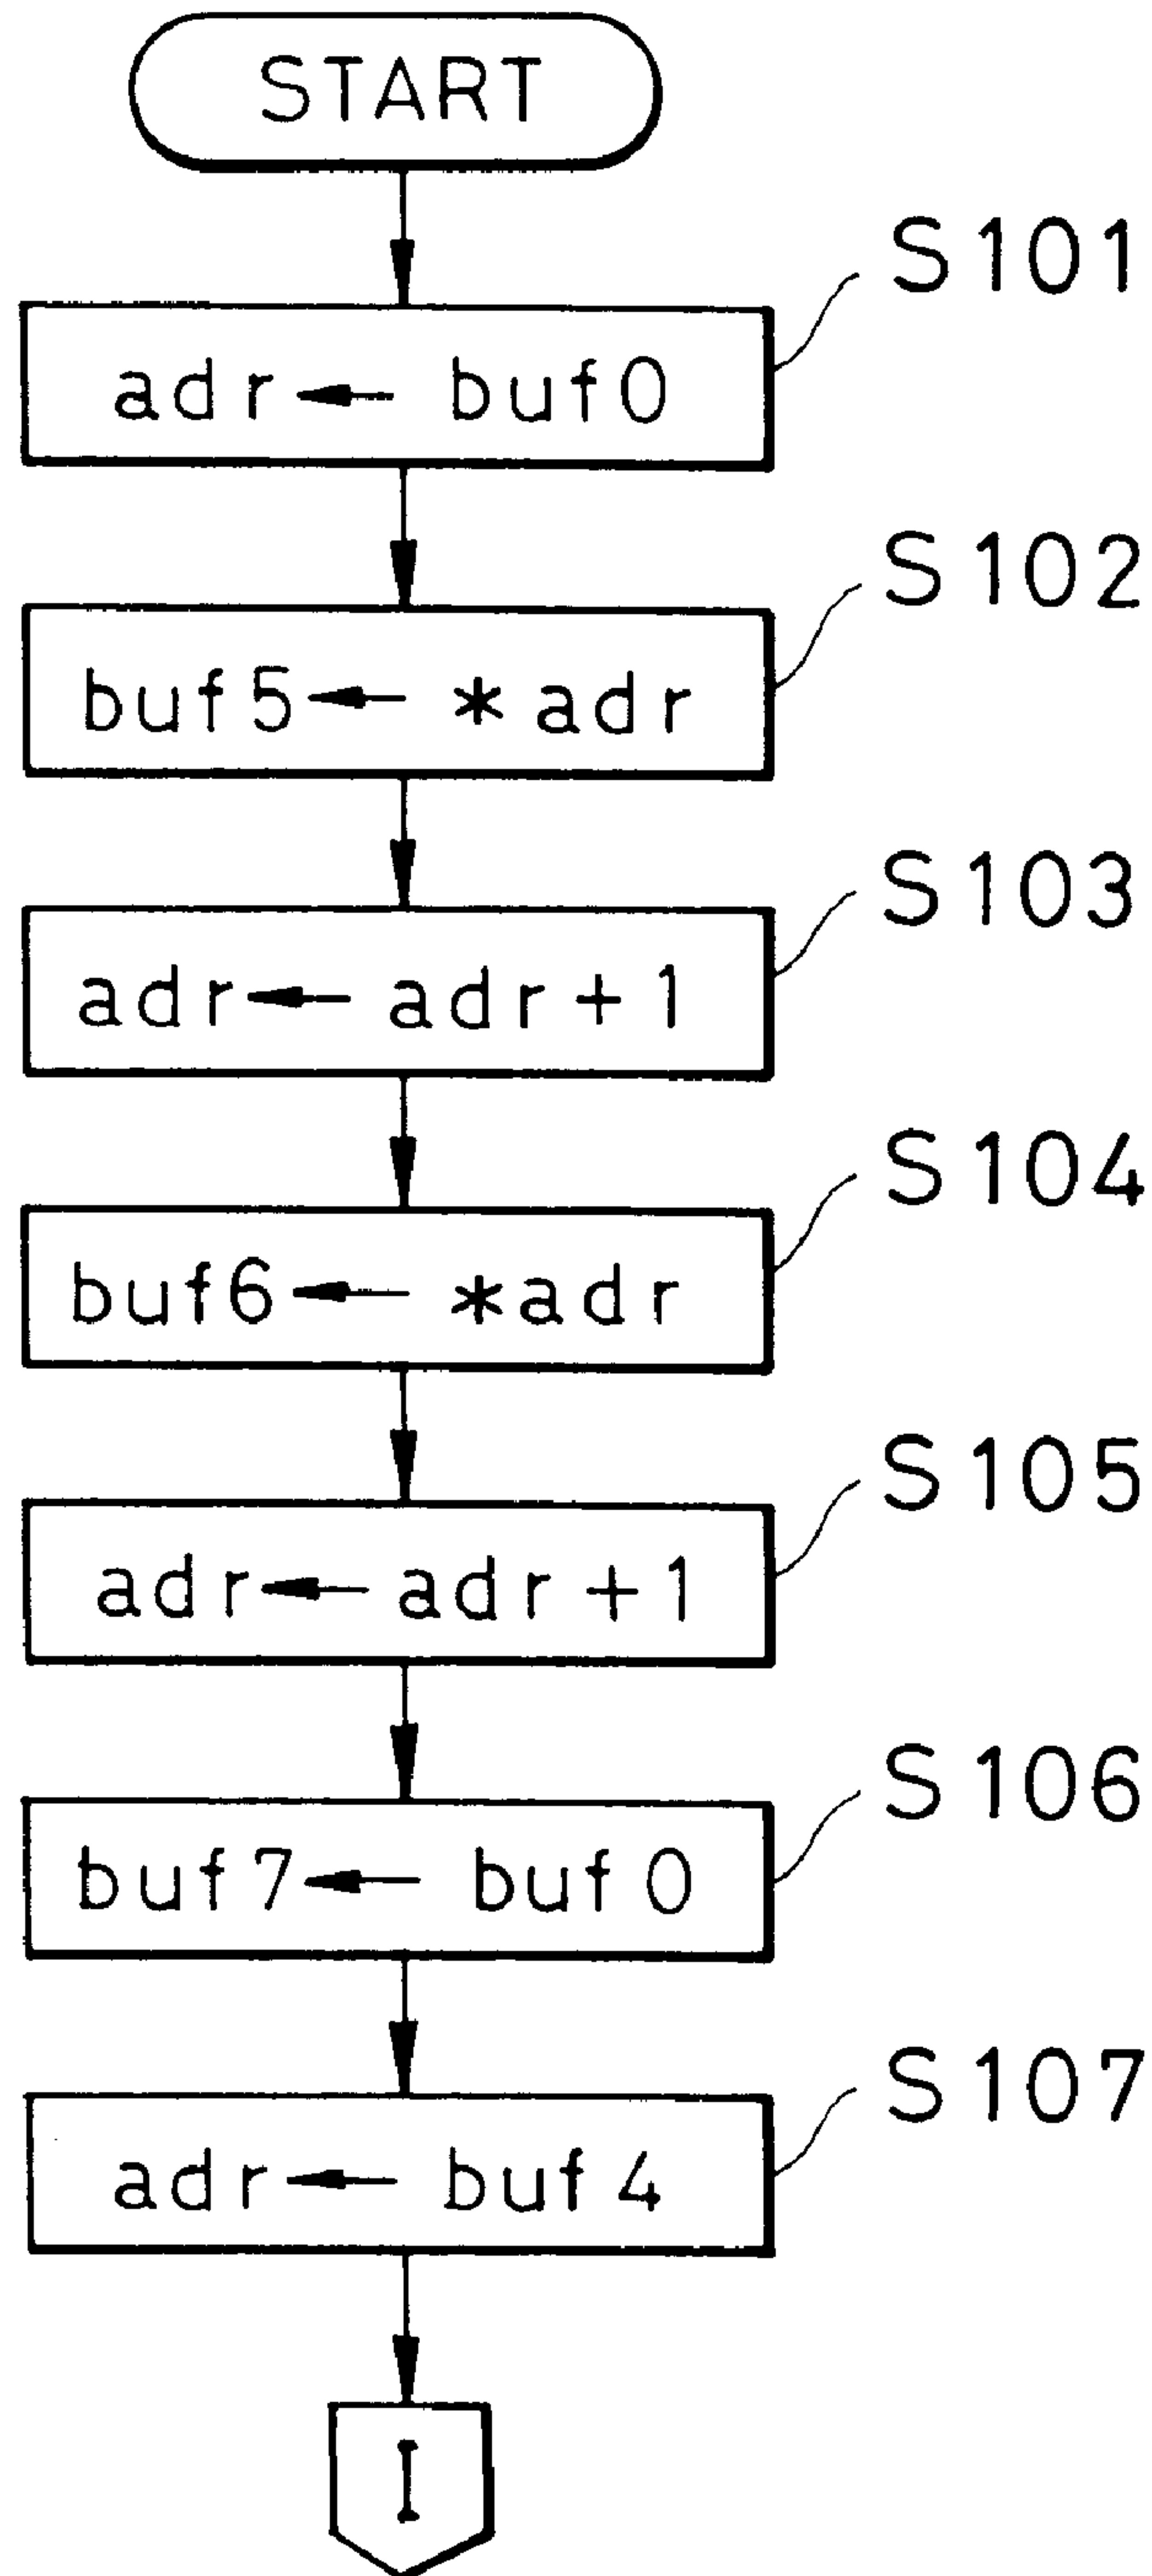 START
S101
adr ← buf0
S102
buf5 ← *adr
S103
adr ← adr+1
S104
buf6 ← *adr
S105
adr ← adr+1
S106
buf7 ← buf0
S107
adr ← buf4
I